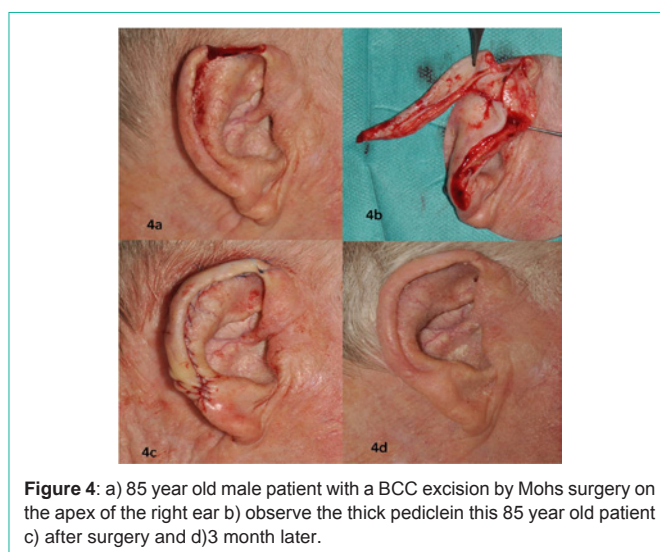 4a
4b
4c
4d
Figure 4: a) 85 year old male patient with a BCC excision by Mohs surgery on
the apex of the right ear b) observe the thick pediclein this 85 year old patient
c) after surgery and d)3 month later.